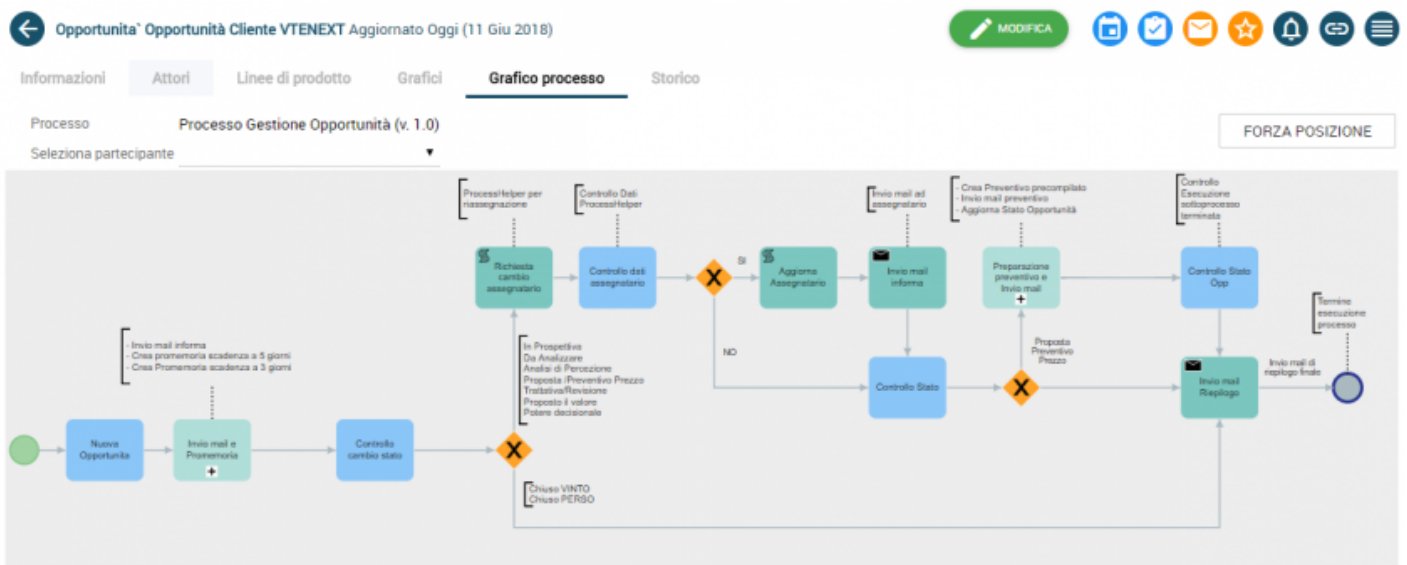 Opportunita` Opportunità Cliente VTENEXT Aggiornato Oggi (11 Giu 2018)
MODIFICA
Informazioni
Attori
Linee di prodotto
Grafici
Grafico processo
Storico
Processo
Processo Gestione Opportunità (v. 1.0)
FORZA POSIZIONE
Seleziona partecipante
ProcessHelper per
riassegnazione
Controllo Dati
ProcessHelper
Invio mail ad
assegnatario
- Crea Preventivo precompilato
- Invio mail preventivo
- Aggiorna Stato Opportunità
Controllo
Esecuzione
sottoprocesso
terminata
Richiesta
cambio
assegnatario
Controllo dati
assegnatario
SI
Aggiorna
Assegnatario
Invio mail
informa
Preparazione
preventivo e
Invio mail
Controllo Stato
Opp
Termine
esecuzione
processo
- Invio mail informa
- Crea promemoria scadenza a 5 giorni
- Crea Promemoria scadenza a 3 giorni
In Prospettiva
Da Analizzare
Analisi di Percezione
Proposta /Preventivo Prezzo
Trattativa/Revisione
Proposto il valore
Potere decisionale
NO
Proposta
Preventivo
Prezzo
Controllo Stato
Invio mail
Riepilogo
Invio mail di
riepilogo finale
Nuova
Opportunita
Invio mail e
Promemoria
Controllo
cambio stato
Chiuso VINTO
Chiuso PERSO